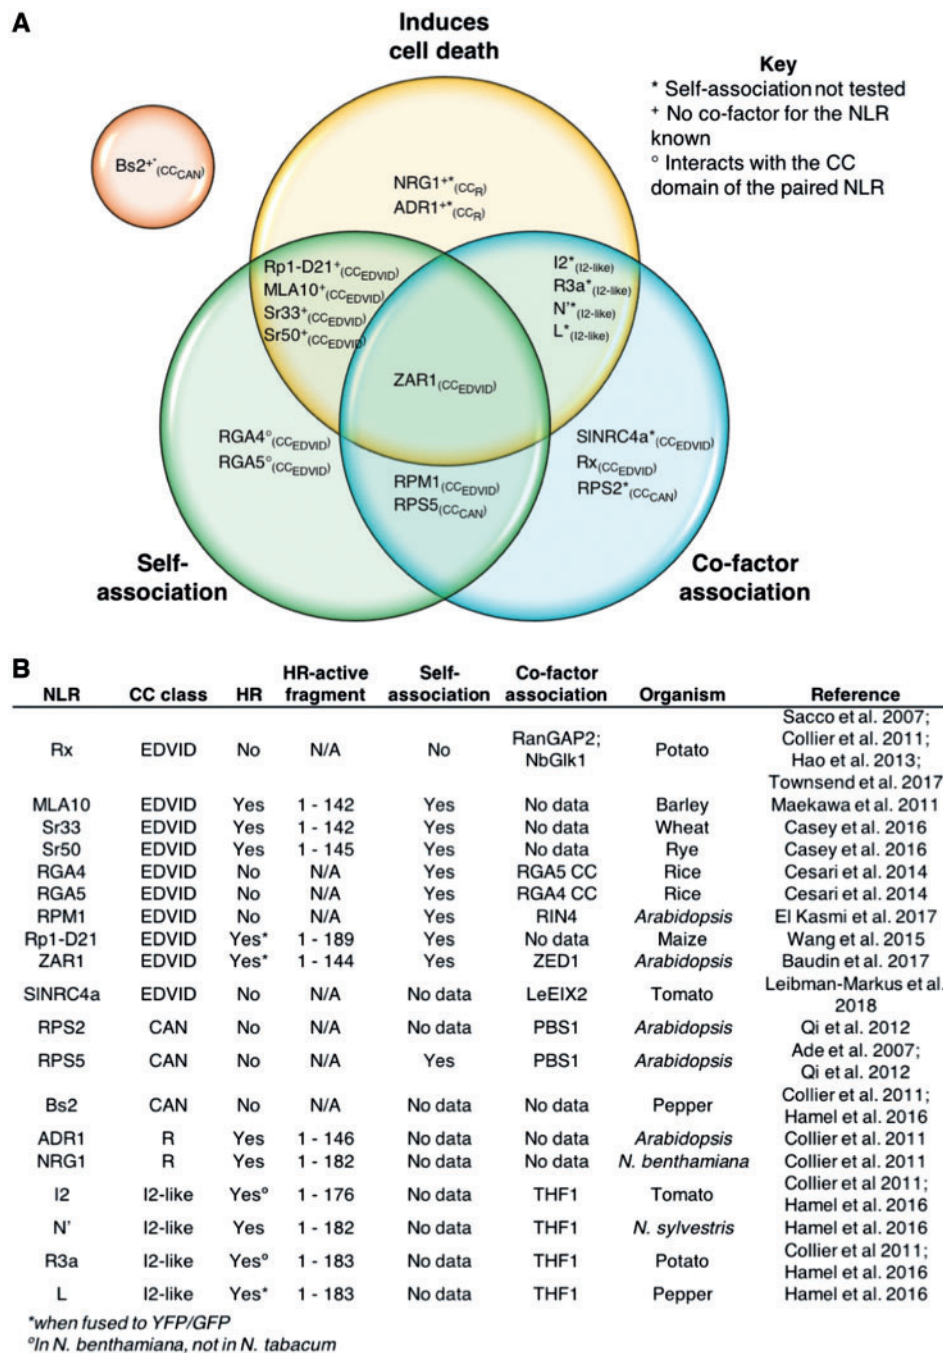 A
Induces
cell death
Key
* Self-association not tested
+ No co-factor for the NLR
known
° Interacts with the CC
domain of the paired NLR
Bs2+*(CCCAN)
NRG1+*(CCR)
ADR1+*(CCR)
Rp1-D21+(CCEDVID)
MLA10+(CCEDVID)
Sr33+(CCEDVID)
Sr50+(CCEDVID)
I2*(I2-like)
R3a*(I2-like)
N'*(I2-like)
L*(I2-like)
ZAR1(CCEDVID)
RGA4°(CCEDVID)
RGA5°(CCEDVID)
SlNRC4a*(CCEDVID)
Rx(CCEDVID)
RPS2*(CCCAN)
RPM1(CCEDVID)
RPS5(CCCAN)
Self-
association
Co-factor
association
B
NLR CC class HR HR-active fragment Self-association Co-factor association Organism Reference
Rx EDVID No N/A No RanGAP2; NbGlk1 Potato Sacco et al. 2007; Collier et al. 2011; Hao et al. 2013; Townsend et al. 2017
MLA10 EDVID Yes 1 - 142 Yes No data Barley Maekawa et al. 2011
Sr33 EDVID Yes 1 - 142 Yes No data Wheat Casey et al. 2016
Sr50 EDVID Yes 1 - 145 Yes No data Rye Casey et al. 2016
RGA4 EDVID No N/A Yes RGA5 CC Rice Cesari et al. 2014
RGA5 EDVID No N/A Yes RGA4 CC Rice Cesari et al. 2014
RPM1 EDVID No N/A Yes RIN4 Arabidopsis El Kasmi et al. 2017
Rp1-D21 EDVID Yes* 1 - 189 Yes No data Maize Wang et al. 2015
ZAR1 EDVID Yes* 1 - 144 Yes ZED1 Arabidopsis Baudin et al. 2017
SlNRC4a EDVID No N/A No data LeEIX2 Tomato Leibman-Markus et al. 2018
RPS2 CAN No N/A No data PBS1 Arabidopsis Qi et al. 2012
RPS5 CAN No N/A Yes PBS1 Arabidopsis Ade et al. 2007; Qi et al. 2012
Bs2 CAN No N/A No data No data Pepper Collier et al. 2011; Hamel et al. 2016
ADR1 R Yes 1 - 146 No data No data Arabidopsis Collier et al. 2011
NRG1 R Yes 1 - 182 No data No data N. benthamiana Collier et al. 2011
I2 I2-like Yes° 1 - 176 No data THF1 Tomato Collier et al. 2011; Hamel et al. 2016
N' I2-like Yes 1 - 182 No data THF1 N. sylvestris Hamel et al. 2016
R3a I2-like Yes° 1 - 183 No data THF1 Potato Collier et al 2011; Hamel et al. 2016
L I2-like Yes* 1 - 183 No data THF1 Pepper Hamel et al. 2016
*when fused to YFP/GFP
°In N. benthamiana, not in N. tabacum